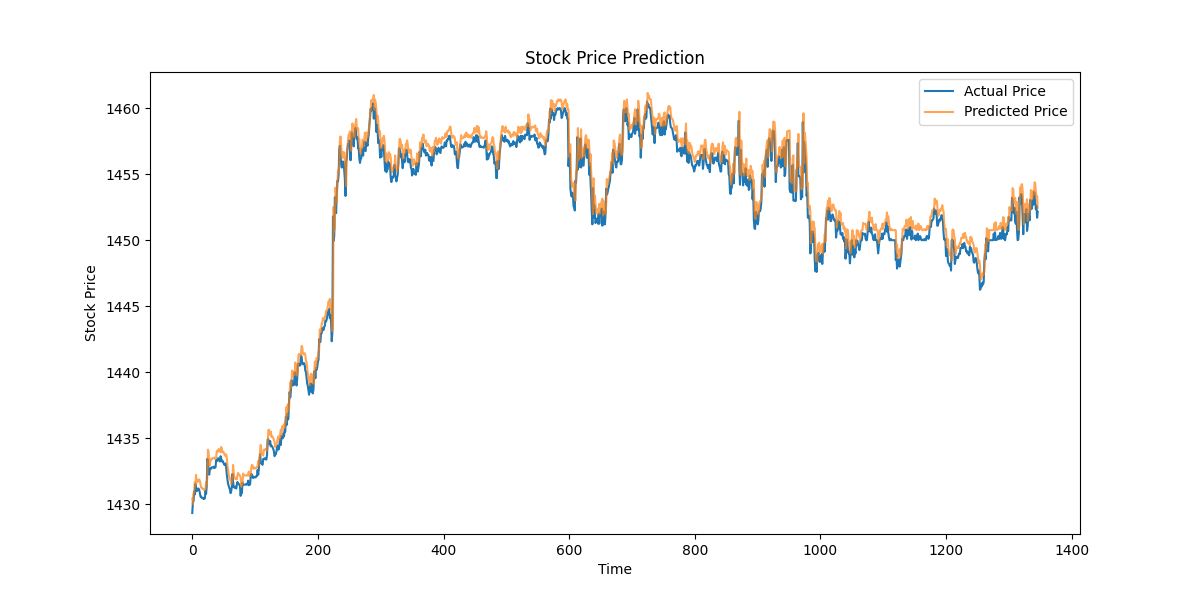 Stock Price Prediction
Actual Price
Predicted Price
Stock Price
1460
1455
1450
1445
1440
1435
1430
0 200 400 600 800 1000 1200 1400
Time